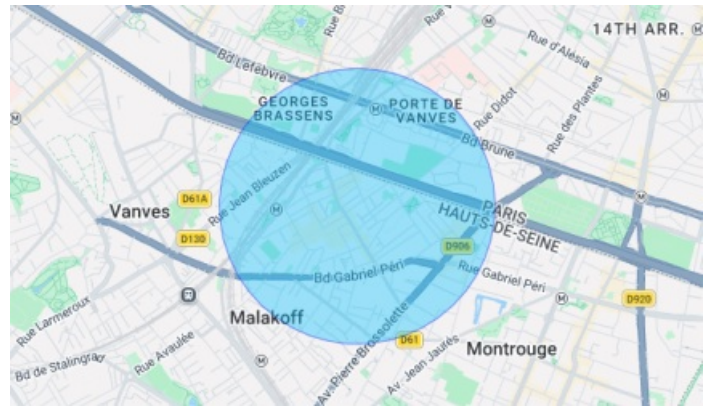 14TH ARR.
Rue d'Alésia
Bd Lefebvre
GEORGES
BRASSENS
PORTE DE
VANVES
Rue Didot
Rue des Plantes
Bd Brune
Rue Jean Bleuzen
D61A
Vanves
PARIS
HAUTS-DE-SEINE
D130
D906
Bd Gabriel Péri
Rue Gabriel Péri
D920
Rue Larmeroux
Malakoff
Av. Pierre Brossolette
D61
Rue Avaulée
Bd de Stalingrad
Av. Jean Jaurès
Montrouge